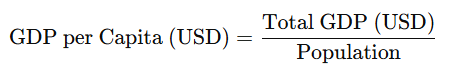 GDP per Capita (USD) = Total GDP (USD) / Population